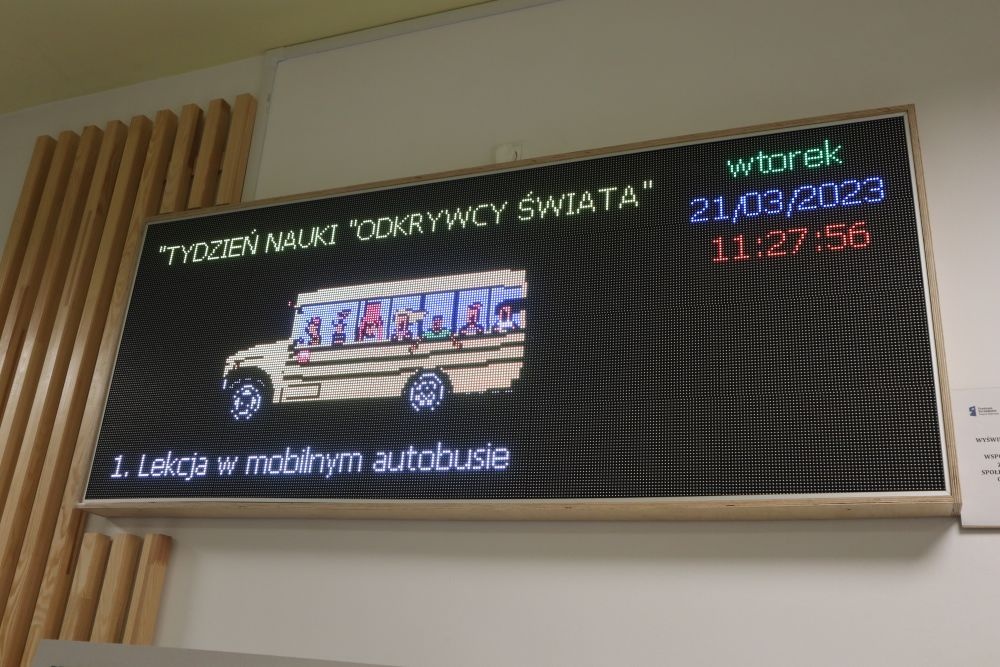 "TYDZIEŃ NAUKI "ODKRYWCY ŚWIATA"
wtorek
21/03/2023
11:27:56
1. Lekcja w mobilnym autobusie